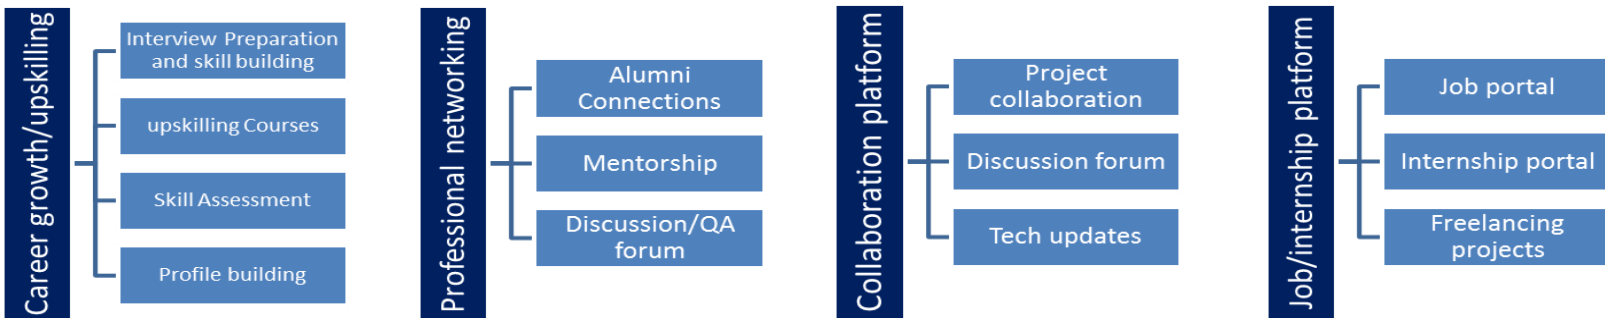 Career growth/upskilling
Interview Preparation
and skill building
upskilling Courses
Skill Assessment
Profile building
Professional networking
Alumni
Connections
Mentorship
Discussion/QA
forum
Collaboration platform
Project
collaboration
Discussion forum
Tech updates
Job/internship platform
Job portal
Internship portal
Freelancing
projects